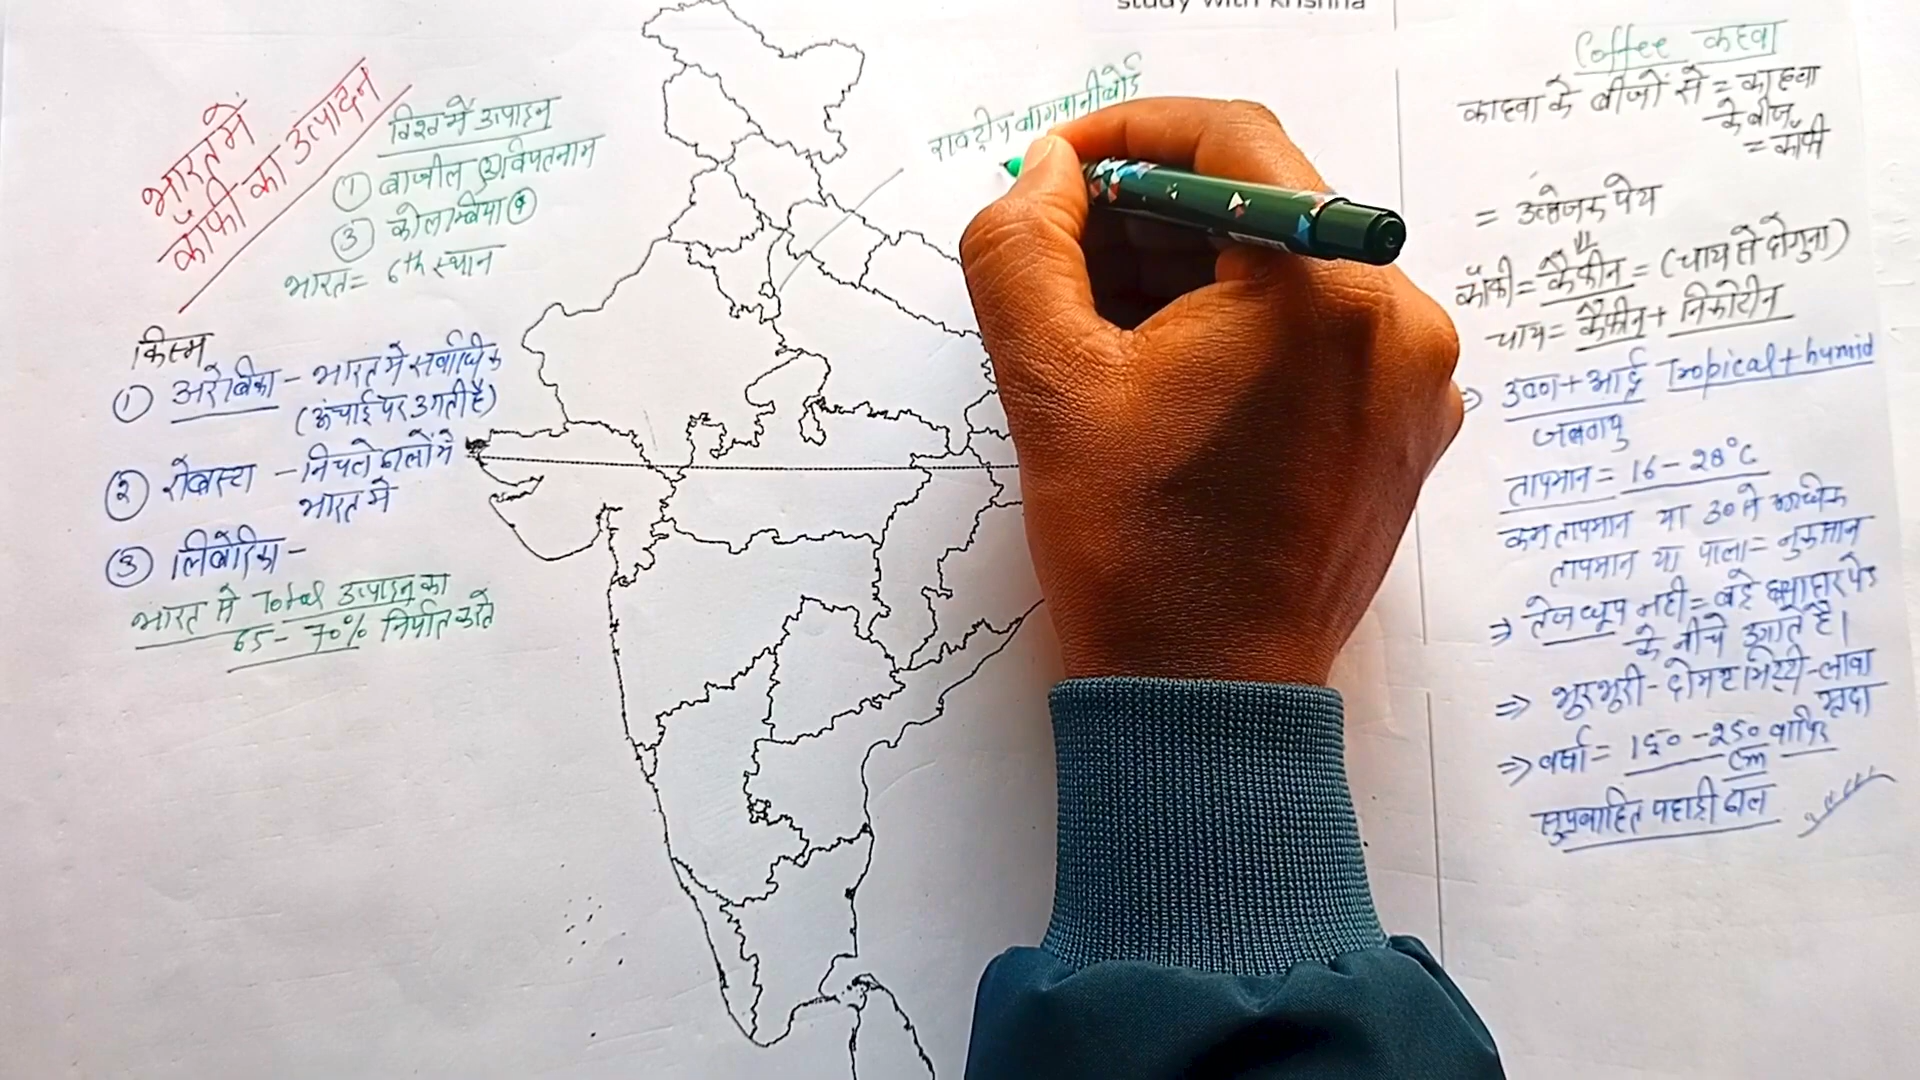 study with krishna
भारत में
कॉफी का उत्पादन
विश्व में उत्पादन
① ब्राजील ② वियतनाम
③ कोलम्बिया ④
भारत = 6th स्थान
किस्म
① अरेबिका - भारत में सर्वाधिक
(ऊंचाई पर उगती है)
② रोबस्टा - निचले ढालों में
भारत में
③ लिबेरिका -
भारत में Total उत्पादन का
65 - 70% निर्यात करते
राष्ट्रीय बागवानी बोर्ड
Coffee कहवा
काहवा के बीजों से = काहवा
के बीज
= कॉफी
= उत्तेजक पेय
कॉफी = कैफीन = (चाय से दोगुना)
चाय = कैफीन + निकोटीन
⇒ उष्ण + आर्द्र Tropical + humid
जलवायु
तापमान = 16 - 28°C
कम तापमान या 30 से अधिक
तापमान या पाला = नुकसान
⇒ तेज धूप नही = बड़े छायादार पेड़
के नीचे उगाते है।
⇒ भुरभुरी - दोमट मिट्टी - लावा
मृदा
⇒ वर्षा = 150 - 250 वार्षिक
cm
सुप्रवाहित पहाड़ी ढाल